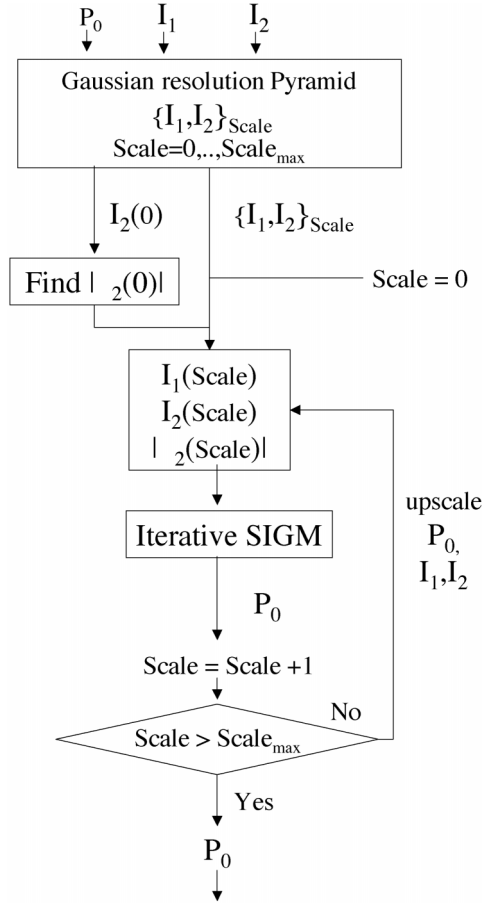 P₀ I₁ I₂
Gaussian resolution Pyramid
{I₁,I₂}Scale
Scale=0,..,Scalemax
I₂(0)
{I₁,I₂}Scale
Find | ₂(0)|
Scale = 0
I₁(Scale)
I₂(Scale)
| ₂(Scale)|
upscale
P₀,
I₁,I₂
Iterative SIGM
P₀
Scale = Scale +1
No
Scale > Scalemax
Yes
P₀